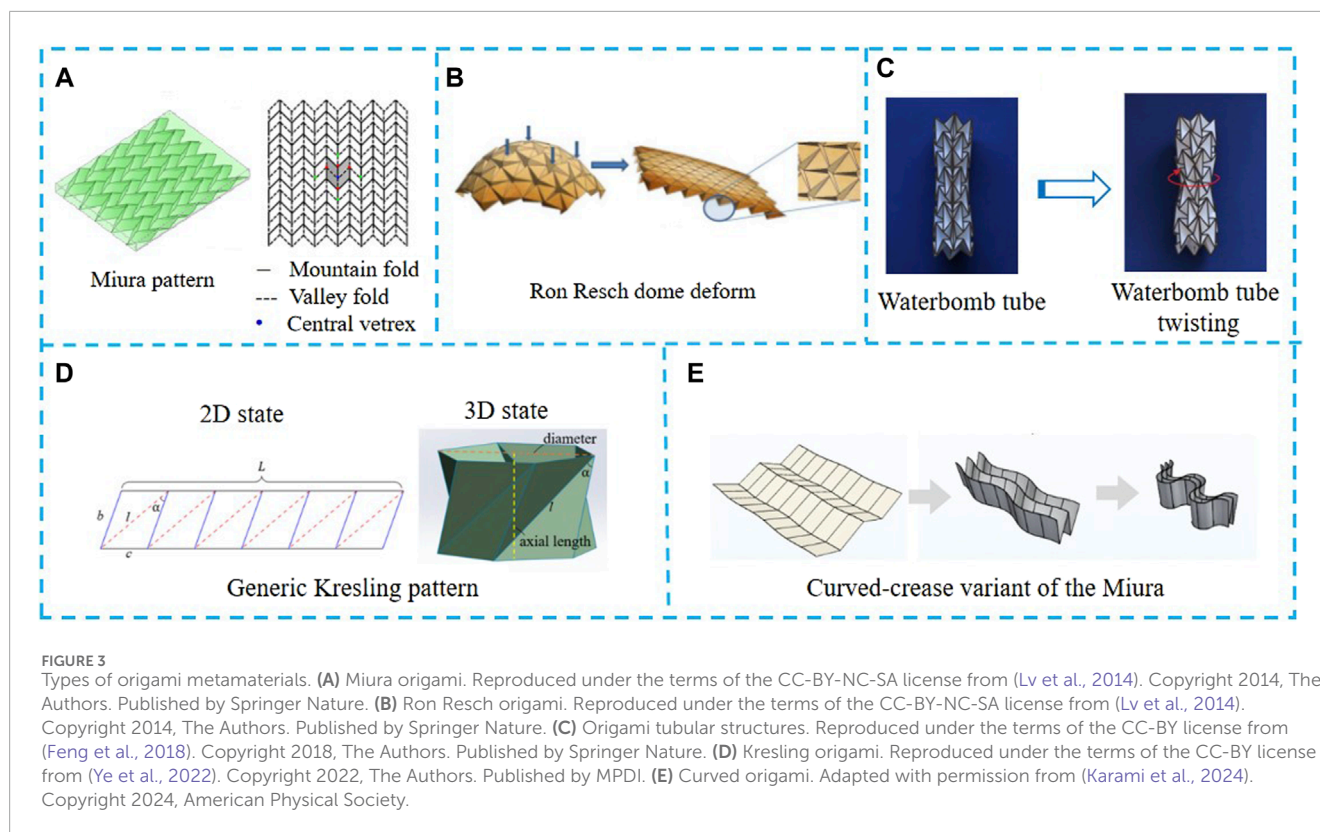 A
Miura pattern
— Mountain fold
--- Valley fold
• Central vetrex
B
Ron Resch dome deform
C
Waterbomb tube
Waterbomb tube
twisting
D
2D state
L
b
l
α
c
3D state
diameter
α
l
axial length
Generic Kresling pattern
E
Curved-crease variant of the Miura
FIGURE 3
Types of origami metamaterials. (A) Miura origami. Reproduced under the terms of the CC-BY-NC-SA license from (Lv et al., 2014). Copyright 2014, The
Authors. Published by Springer Nature. (B) Ron Resch origami. Reproduced under the terms of the CC-BY-NC-SA license from (Lv et al., 2014).
Copyright 2014, The Authors. Published by Springer Nature. (C) Origami tubular structures. Reproduced under the terms of the CC-BY license from
(Feng et al., 2018). Copyright 2018, The Authors. Published by Springer Nature. (D) Kresling origami. Reproduced under the terms of the CC-BY license
from (Ye et al., 2022). Copyright 2022, The Authors. Published by MPDI. (E) Curved origami. Adapted with permission from (Karami et al., 2024).
Copyright 2024, American Physical Society.